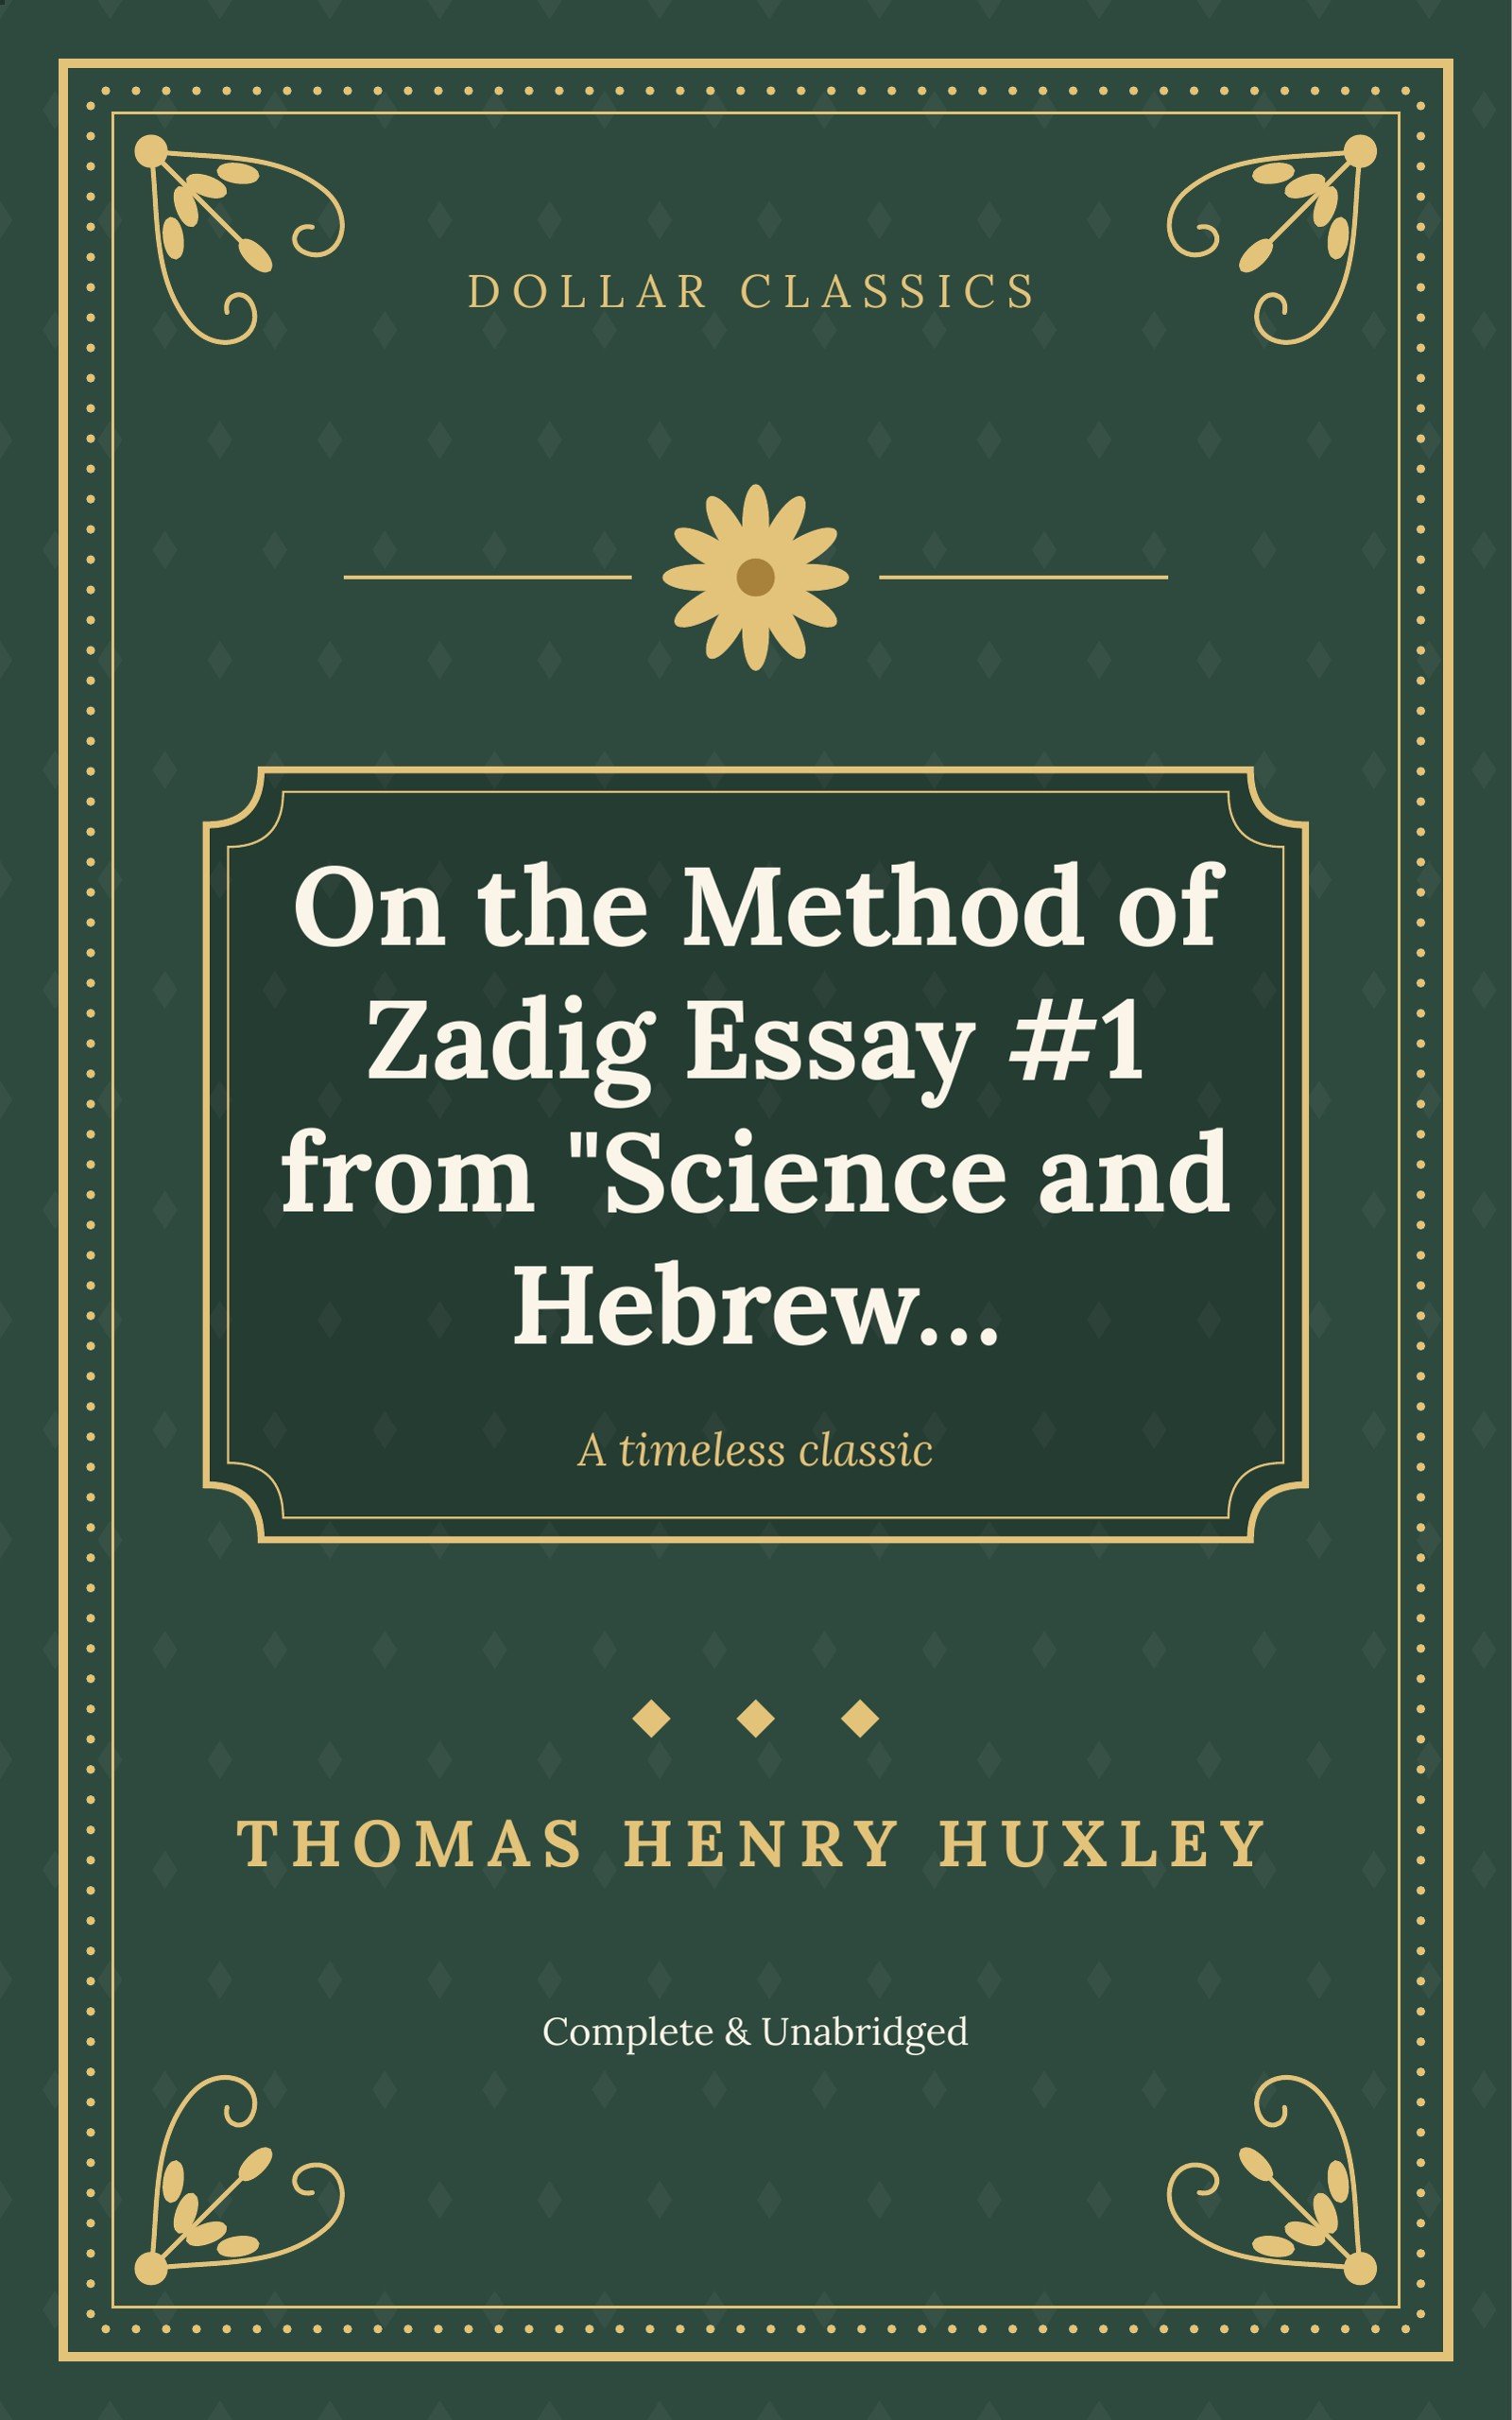 DOLLAR CLASSICS
On the Method of
Zadig Essay #1
from "Science and
Hebrew...
A timeless classic
THOMAS HENRY HUXLEY
Complete & Unabridged